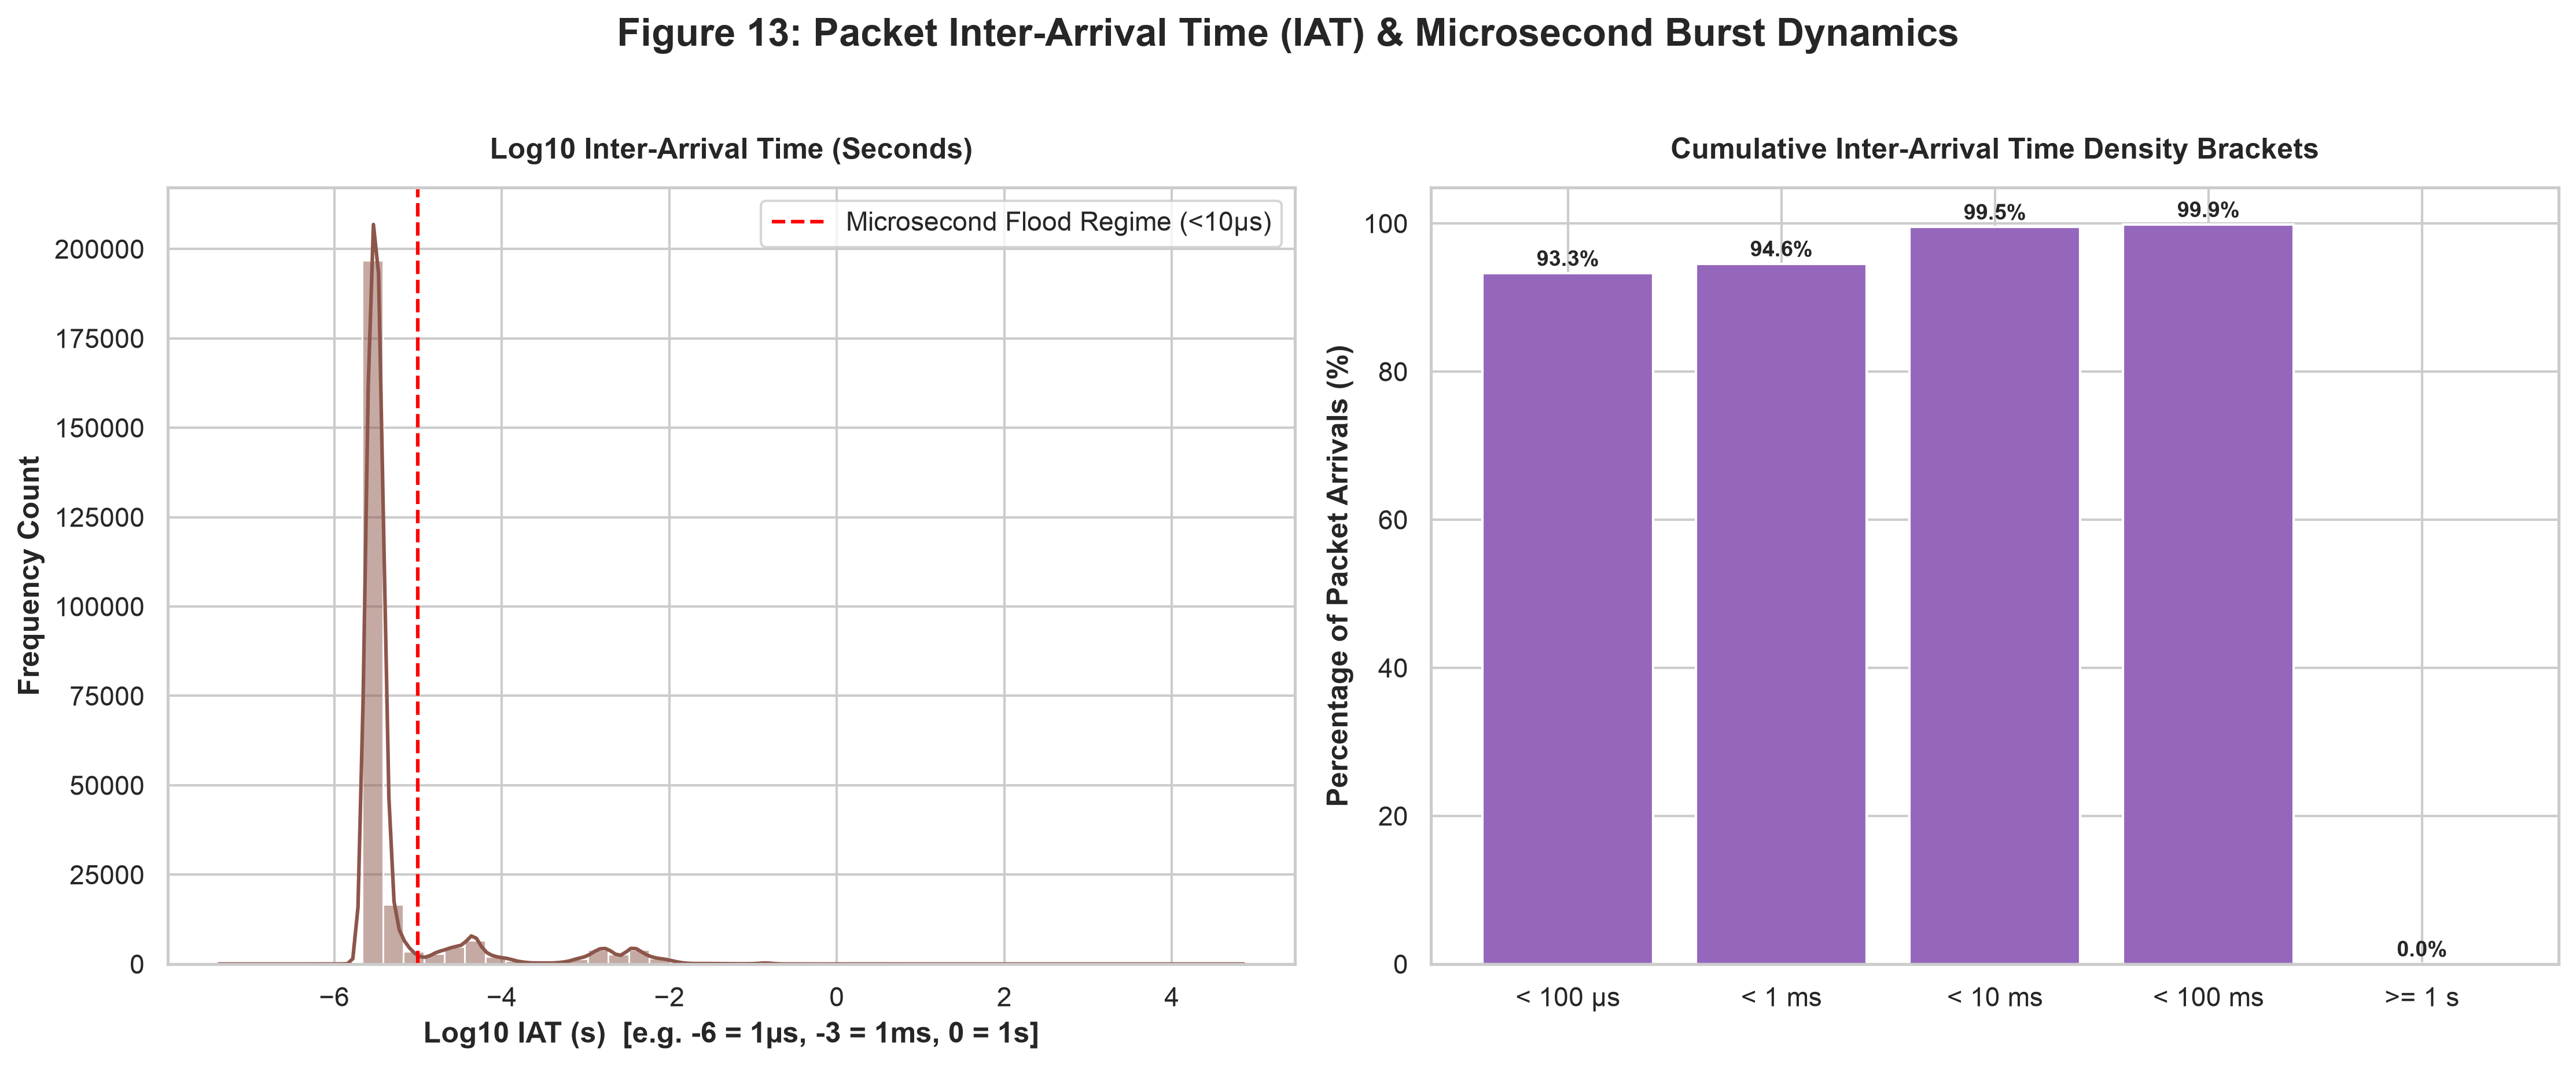 Figure 13: Packet Inter-Arrival Time (IAT) & Microsecond Burst Dynamics
Log10 Inter-Arrival Time (Seconds)
Microsecond Flood Regime (<10µs)
Frequency Count
200000
175000
150000
125000
100000
75000
50000
25000
0
−6
−4
−2
0
2
4
Log10 IAT (s)  [e.g. -6 = 1µs, -3 = 1ms, 0 = 1s]
Cumulative Inter-Arrival Time Density Brackets
Percentage of Packet Arrivals (%)
100
80
60
40
20
0
93.3%
94.6%
99.5%
99.9%
0.0%
< 100 µs
< 1 ms
< 10 ms
< 100 ms
>= 1 s